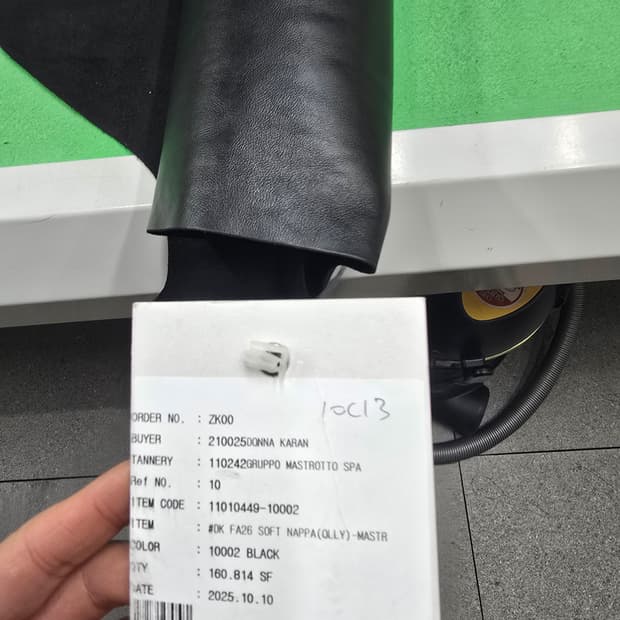 10C13
ORDER NO. : ZK00
BUYER : 210025DONNA KARAN
TANNERY : 110242GRUPPO MASTROTTO SPA
Ref NO. : 10
ITEM CODE : 11010449-10002
ITEM : #DK FA26 SOFT NAPPA(OLLY)-MASTR
COLOR : 10002 BLACK
QTY : 160.814 SF
DATE : 2025.10.10